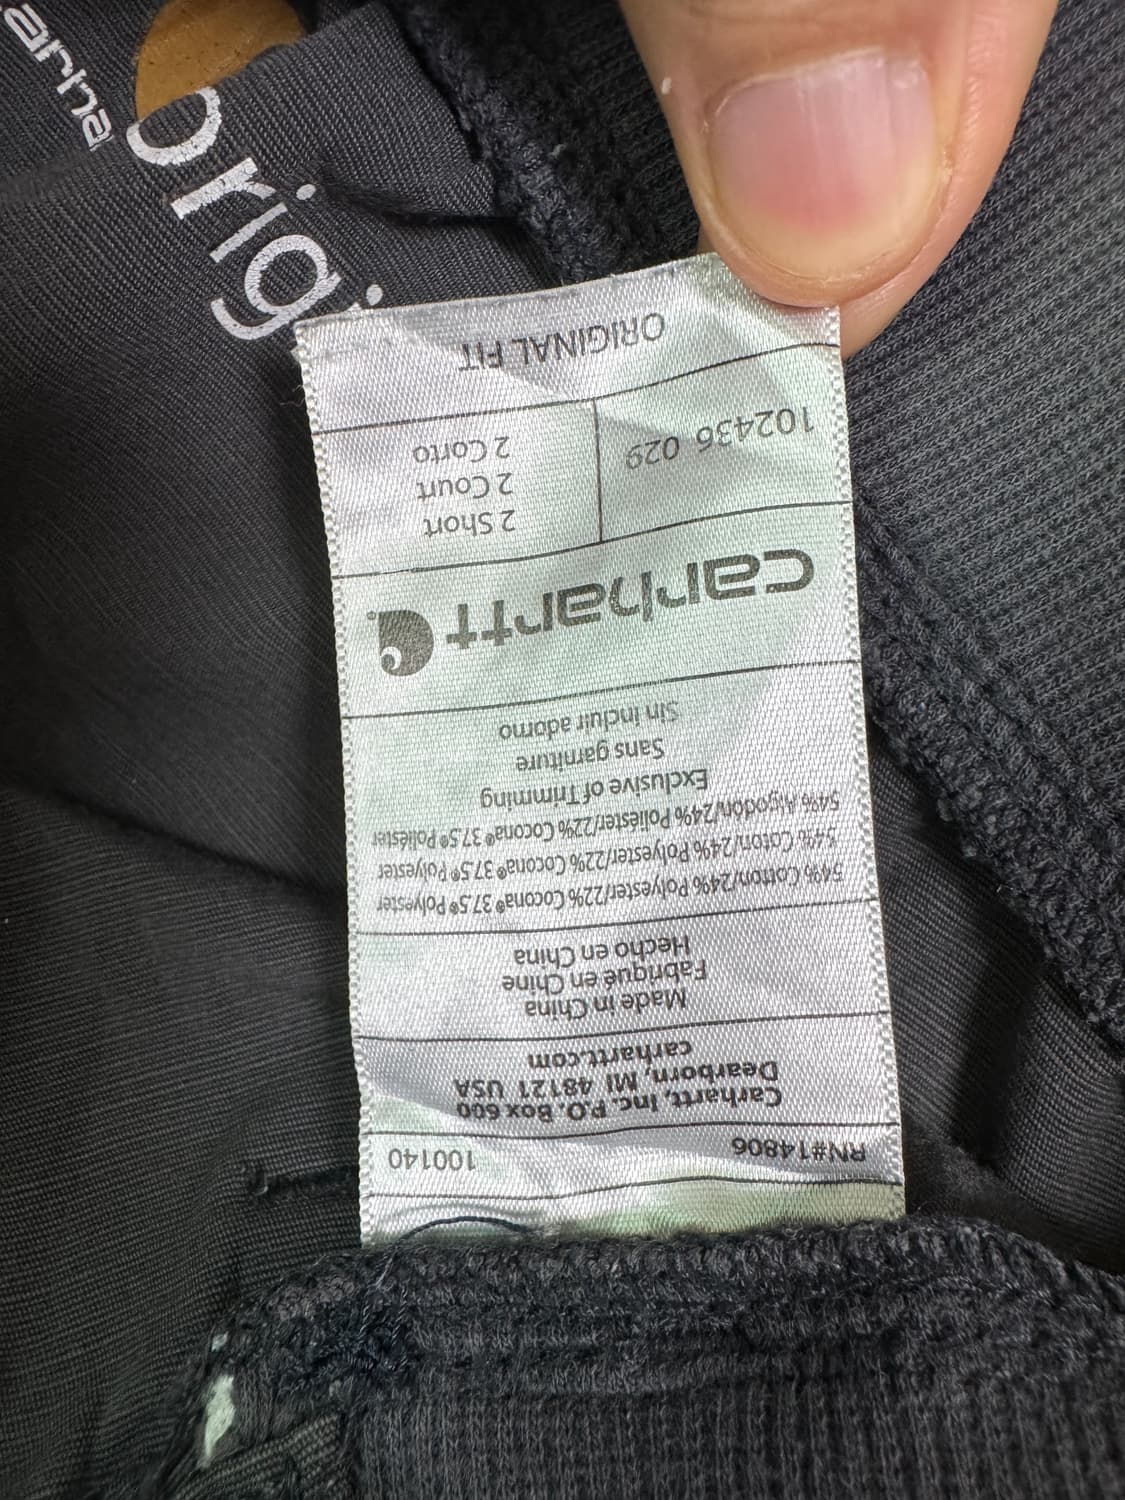 RN#14806 100140
Carhartt, Inc. P.O. Box 600
Dearborn, MI 48121 USA
carhartt.com
Made in China
Fabriqué en Chine
Hecho en China
54% Cotton/24% Polyester/22% Cocona® 37.5® Polyester
54% Coton/24% Polyester/22% Cocona® 37.5® Polyester
54% Algodón/24% Poliester/22% Cocona® 37.5® Poliéster
Exclusive of Trimming
Sans garniture
Sin incluir adorno
carhartt
2 Short
2 Court
2 Corto
102436 029
ORIGINAL FIT
arhar
Origi